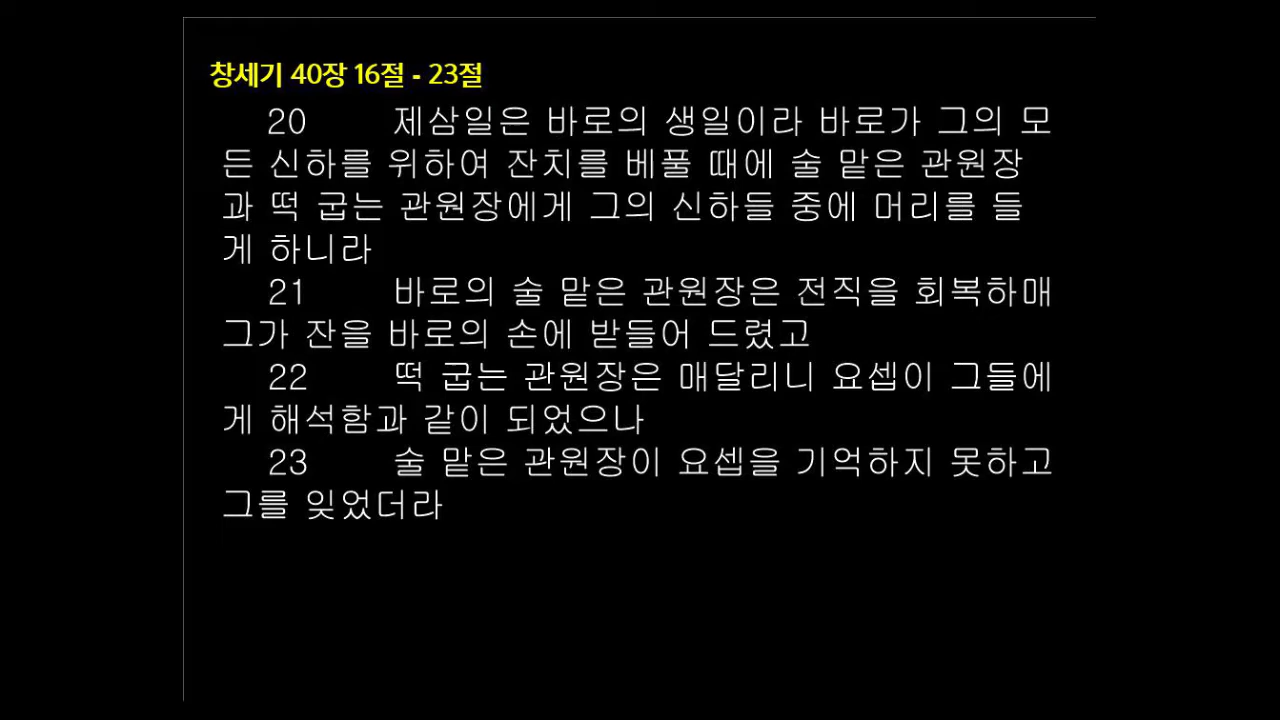 창세기 40장 16절 - 23절
20 제삼일은 바로의 생일이라 바로가 그의 모
든 신하를 위하여 잔치를 베풀 때에 술 맡은 관원장
과 떡 굽는 관원장에게 그의 신하들 중에 머리를 들
게 하니라
21 바로의 술 맡은 관원장은 전직을 회복하매
그가 잔을 바로의 손에 받들어 드렸고
22 떡 굽는 관원장은 매달리니 요셉이 그들에
게 해석함과 같이 되었으나
23 술 맡은 관원장이 요셉을 기억하지 못하고
그를 잊었더라